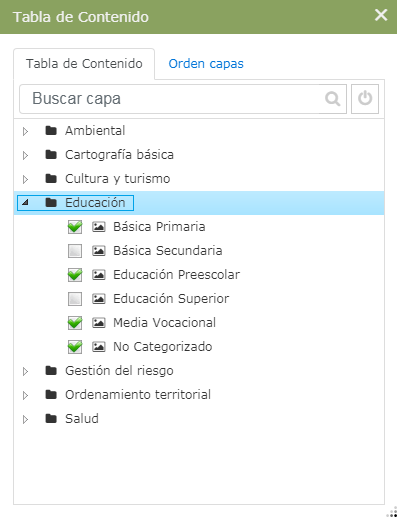 Tabla de Contenido
Tabla de Contenido Orden capas
Buscar capa
Ambiental
Cartografía básica
Cultura y turismo
Educación
Básica Primaria
Básica Secundaria
Educación Preescolar
Educación Superior
Media Vocacional
No Categorizado
Gestión del riesgo
Ordenamiento territorial
Salud